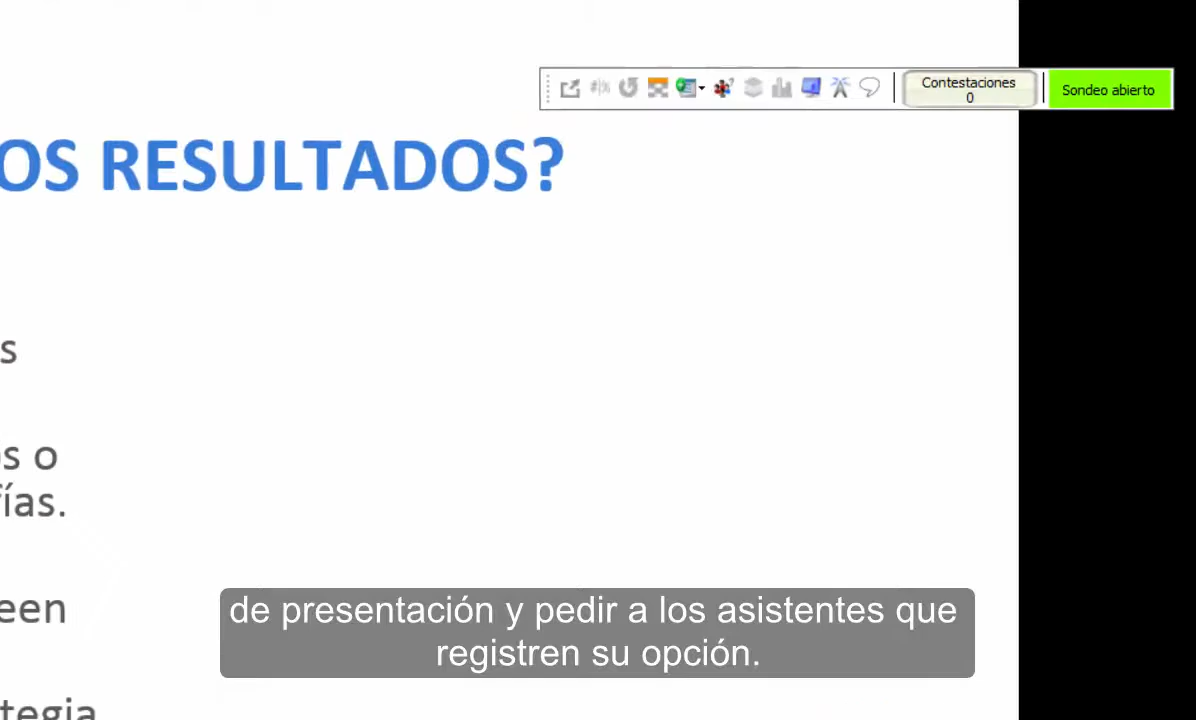 Contestaciones
0
Sondeo abierto
OS RESULTADOS?
s
s o
ías.
een
tegia
de presentación y pedir a los asistentes que
registren su opción.